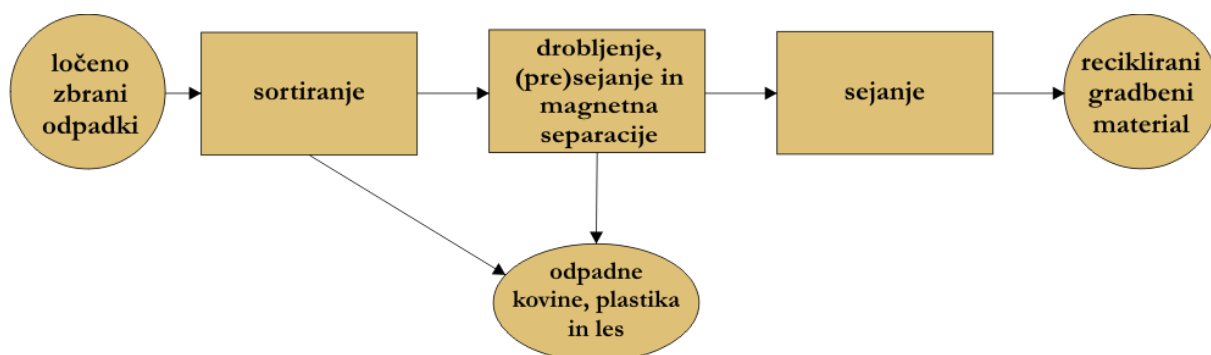 ločeno
zbrani
odpadki
sortiranje
drobljenje,
(pre)sejanje in
magnetna
separacije
sejanje
reciklirani
gradbeni
material
odpadne
kovine, plastika
in les